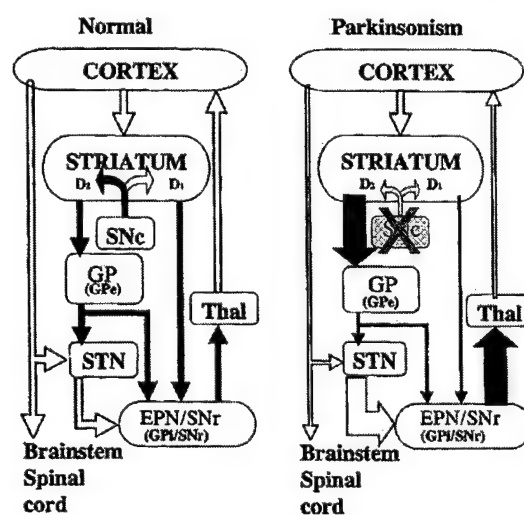 Normal
CORTEX
STRIATUM
D₂ D₁
SNc
GP
(GPe)
Thal
STN
EPN/SNr
(GPi/SNr)
Brainstem
Spinal
cord
Parkinsonism
CORTEX
STRIATUM
D₂ D₁
SNc
GP
(GPe)
Thal
STN
EPN/SNr
(GPi/SNr)
Brainstem
Spinal
cord